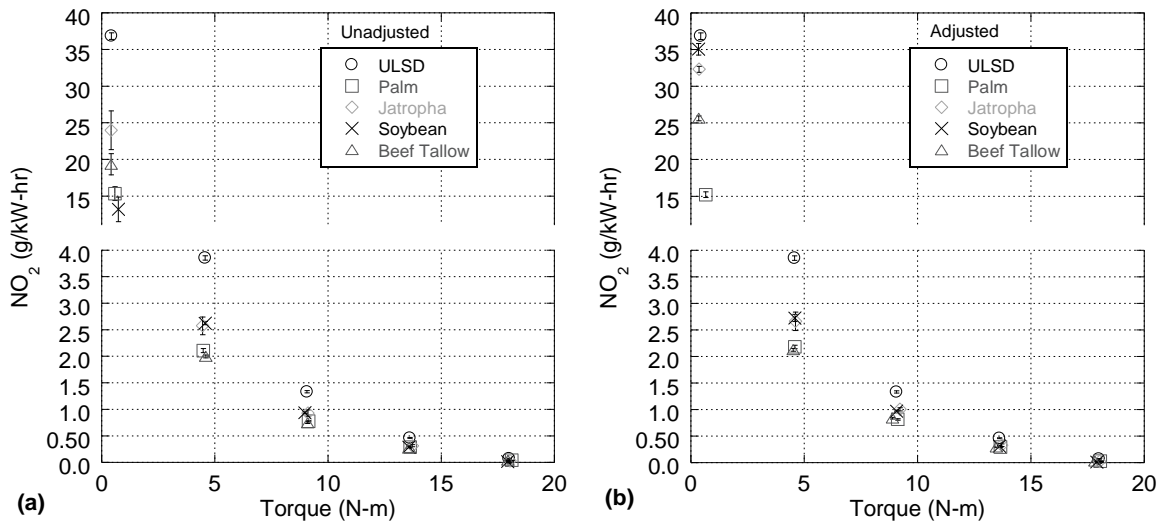 40
35
30
25
20
15
4.0
3.5
3.0
2.5
2.0
1.5
1.0
0.50
0.0
NO2 (g/kW-hr)
Unadjusted
ULSD
Palm
Jatropha
Soybean
Beef Tallow
0 5 10 15 20
Torque (N-m)
(a)
40
35
30
25
20
15
4.0
3.5
3.0
2.5
2.0
1.5
1.0
0.50
0.0
NO2 (g/kW-hr)
Adjusted
ULSD
Palm
Jatropha
Soybean
Beef Tallow
0 5 10 15 20
Torque (N-m)
(b)